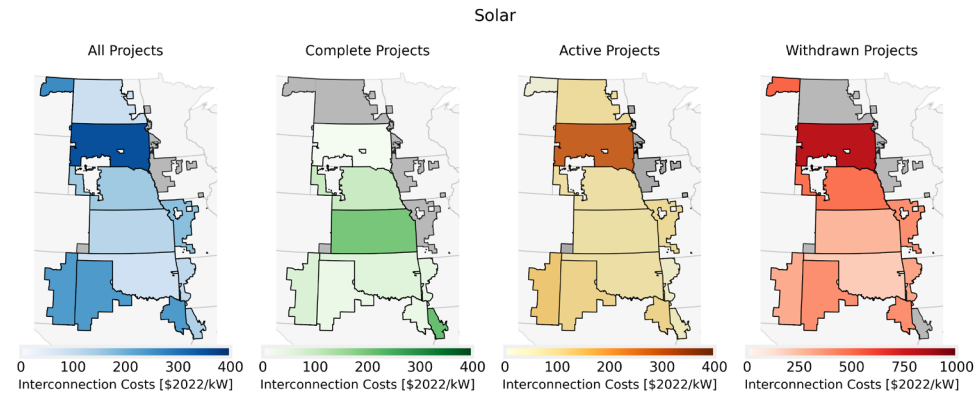 Solar
All Projects
Complete Projects
Active Projects
Withdrawn Projects
0 100 200 300 400
0 100 200 300 400
0 100 200 300 400
0 250 500 750 1000
Interconnection Costs [$2022/kW]
Interconnection Costs [$2022/kW]
Interconnection Costs [$2022/kW]
Interconnection Costs [$2022/kW]